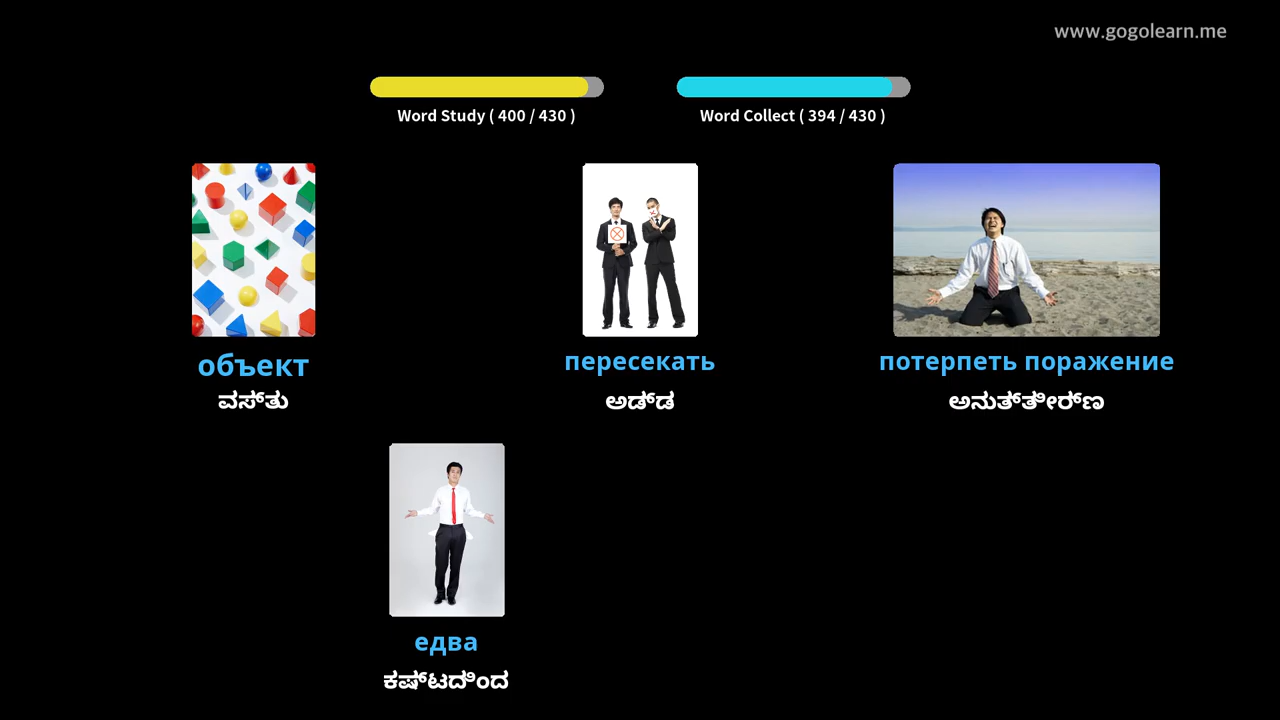 www.gogolearn.me
Word Study ( 400 / 430 )
Word Collect ( 394 / 430 )
объект
ವಸ್ತು
пересекать
ಅಡ್ಡ
потерпеть поражение
ಅನುತ್ತೀರ್ಣ
едва
ಕಷ್ಟದಿಂದ